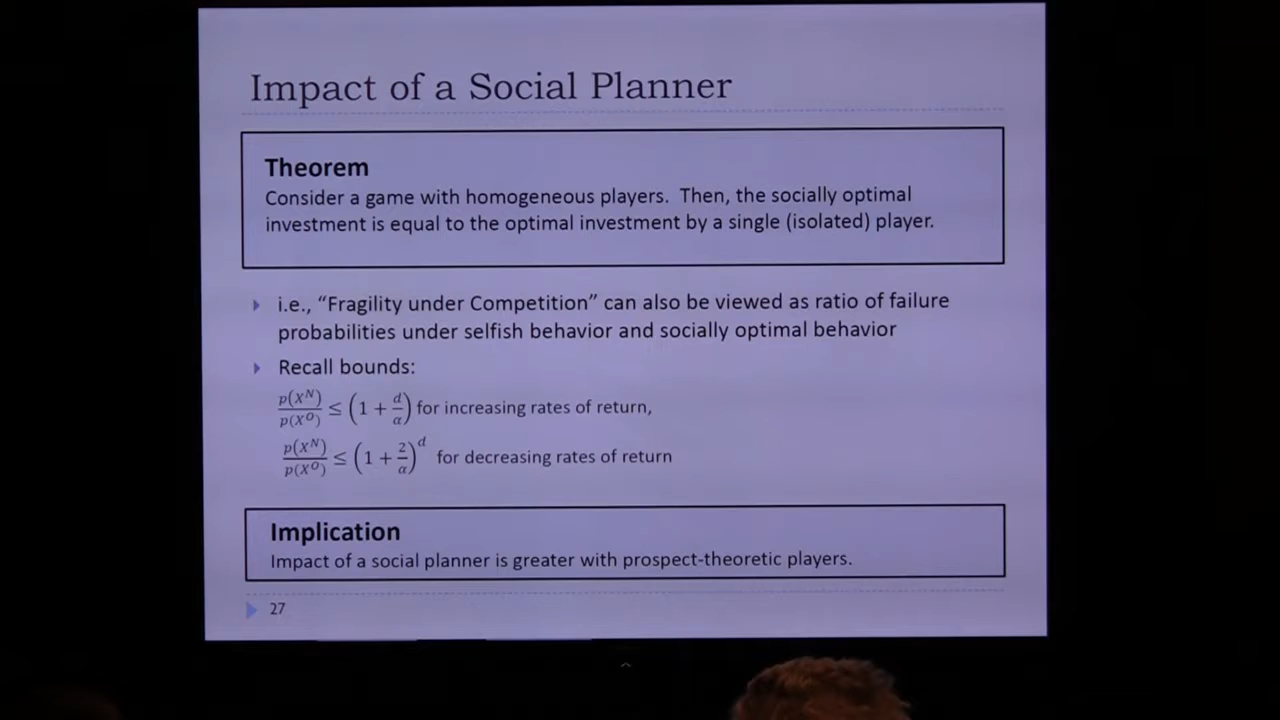 Impact of a Social Planner
Theorem
Consider a game with homogeneous players. Then, the socially optimal
investment is equal to the optimal investment by a single (isolated) player.
i.e., “Fragility under Competition” can also be viewed as ratio of failure
probabilities under selfish behavior and socially optimal behavior
Recall bounds:
p(X^N)/p(X^O) ≤ (1 + d/α) for increasing rates of return,
p(X^N)/p(X^O) ≤ (1 + 2/α)^d for decreasing rates of return
Implication
Impact of a social planner is greater with prospect-theoretic players.
27